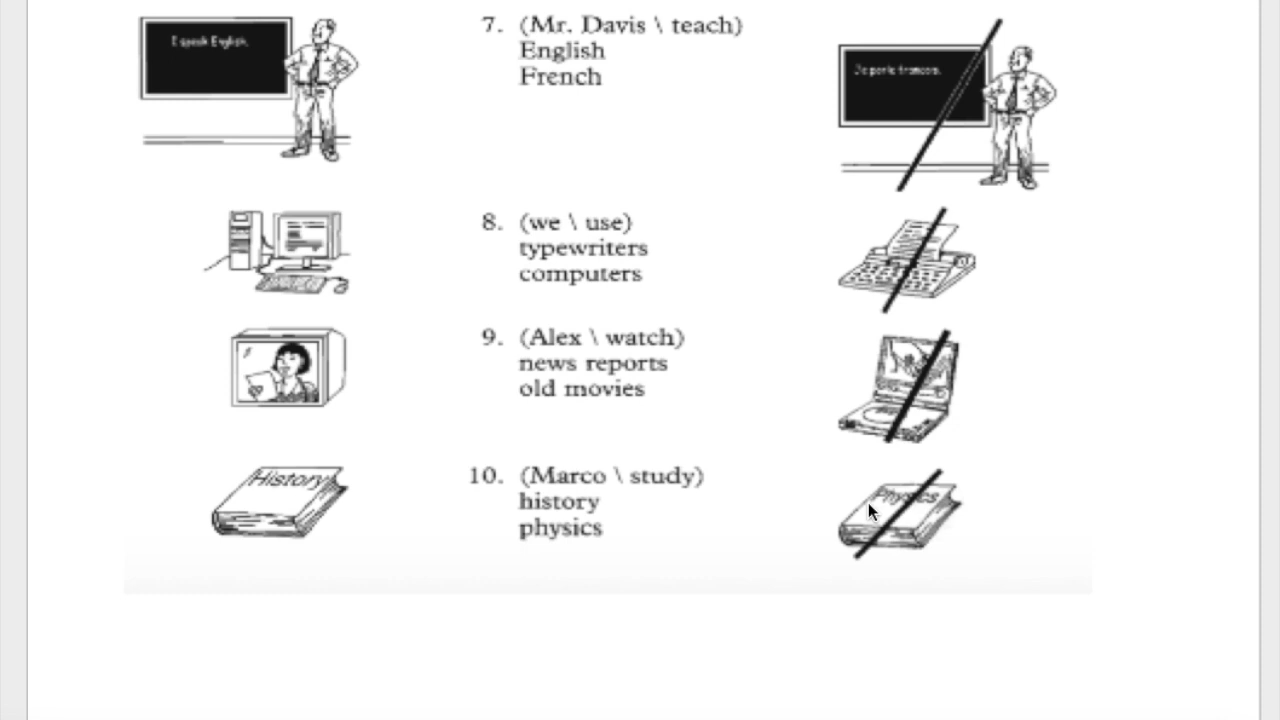 I speak English.
7. (Mr. Davis \ teach)
English
French
Je parle francais.
8. (we \ use)
typewriters
computers
9. (Alex \ watch)
news reports
old movies
History
10. (Marco \ study)
history
physics
Physics